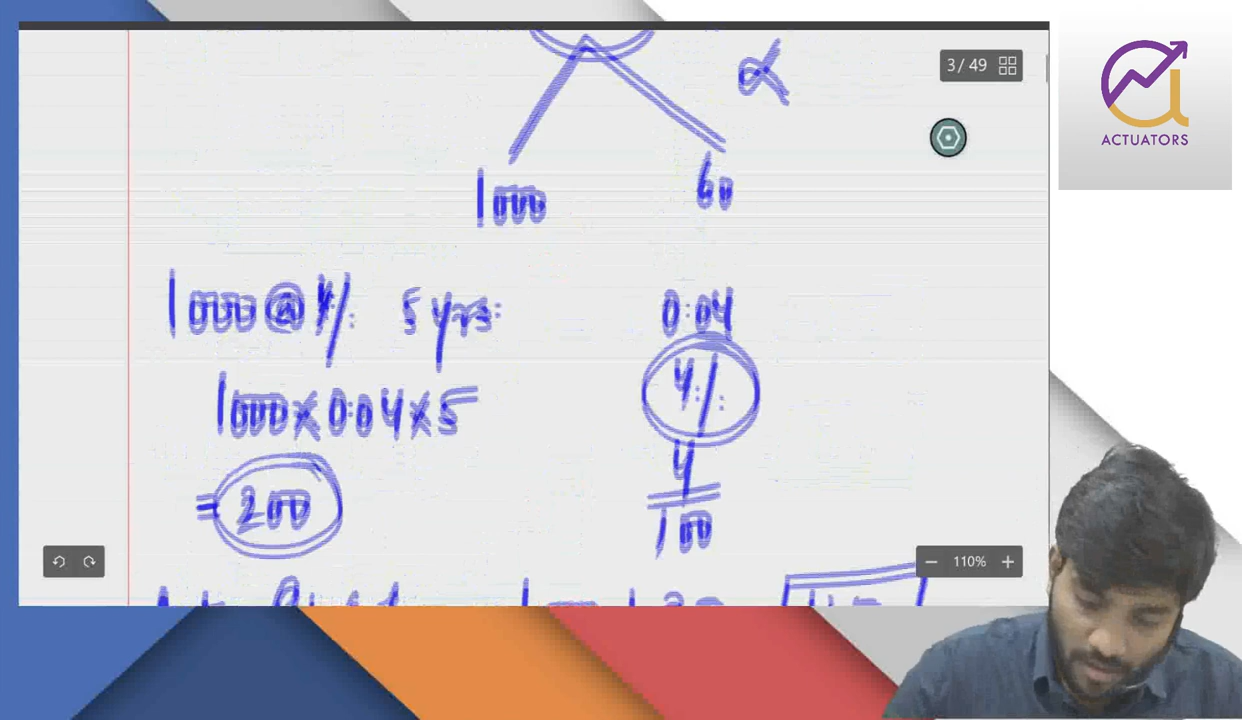 3 / 49
ACTUATORS
α
1000 60
1000 @ 4% 5 yrs.
0.04
4%
1000 × 0.04 × 5
4
100
= 200
110%